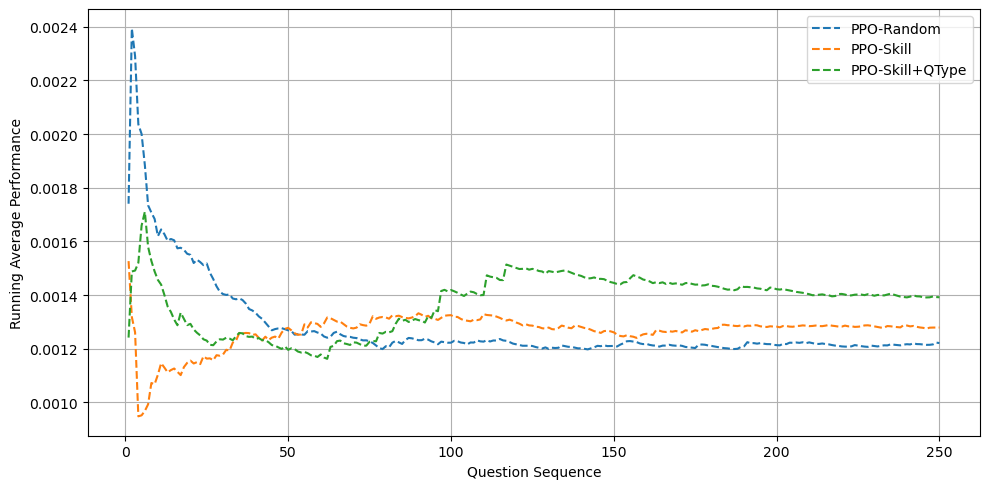 0.0024
0.0022
0.0020
0.0018
0.0016
0.0014
0.0012
0.0010
Running Average Performance
PPO-Random
PPO-Skill
PPO-Skill+QType
0
50
100
150
200
250
Question Sequence